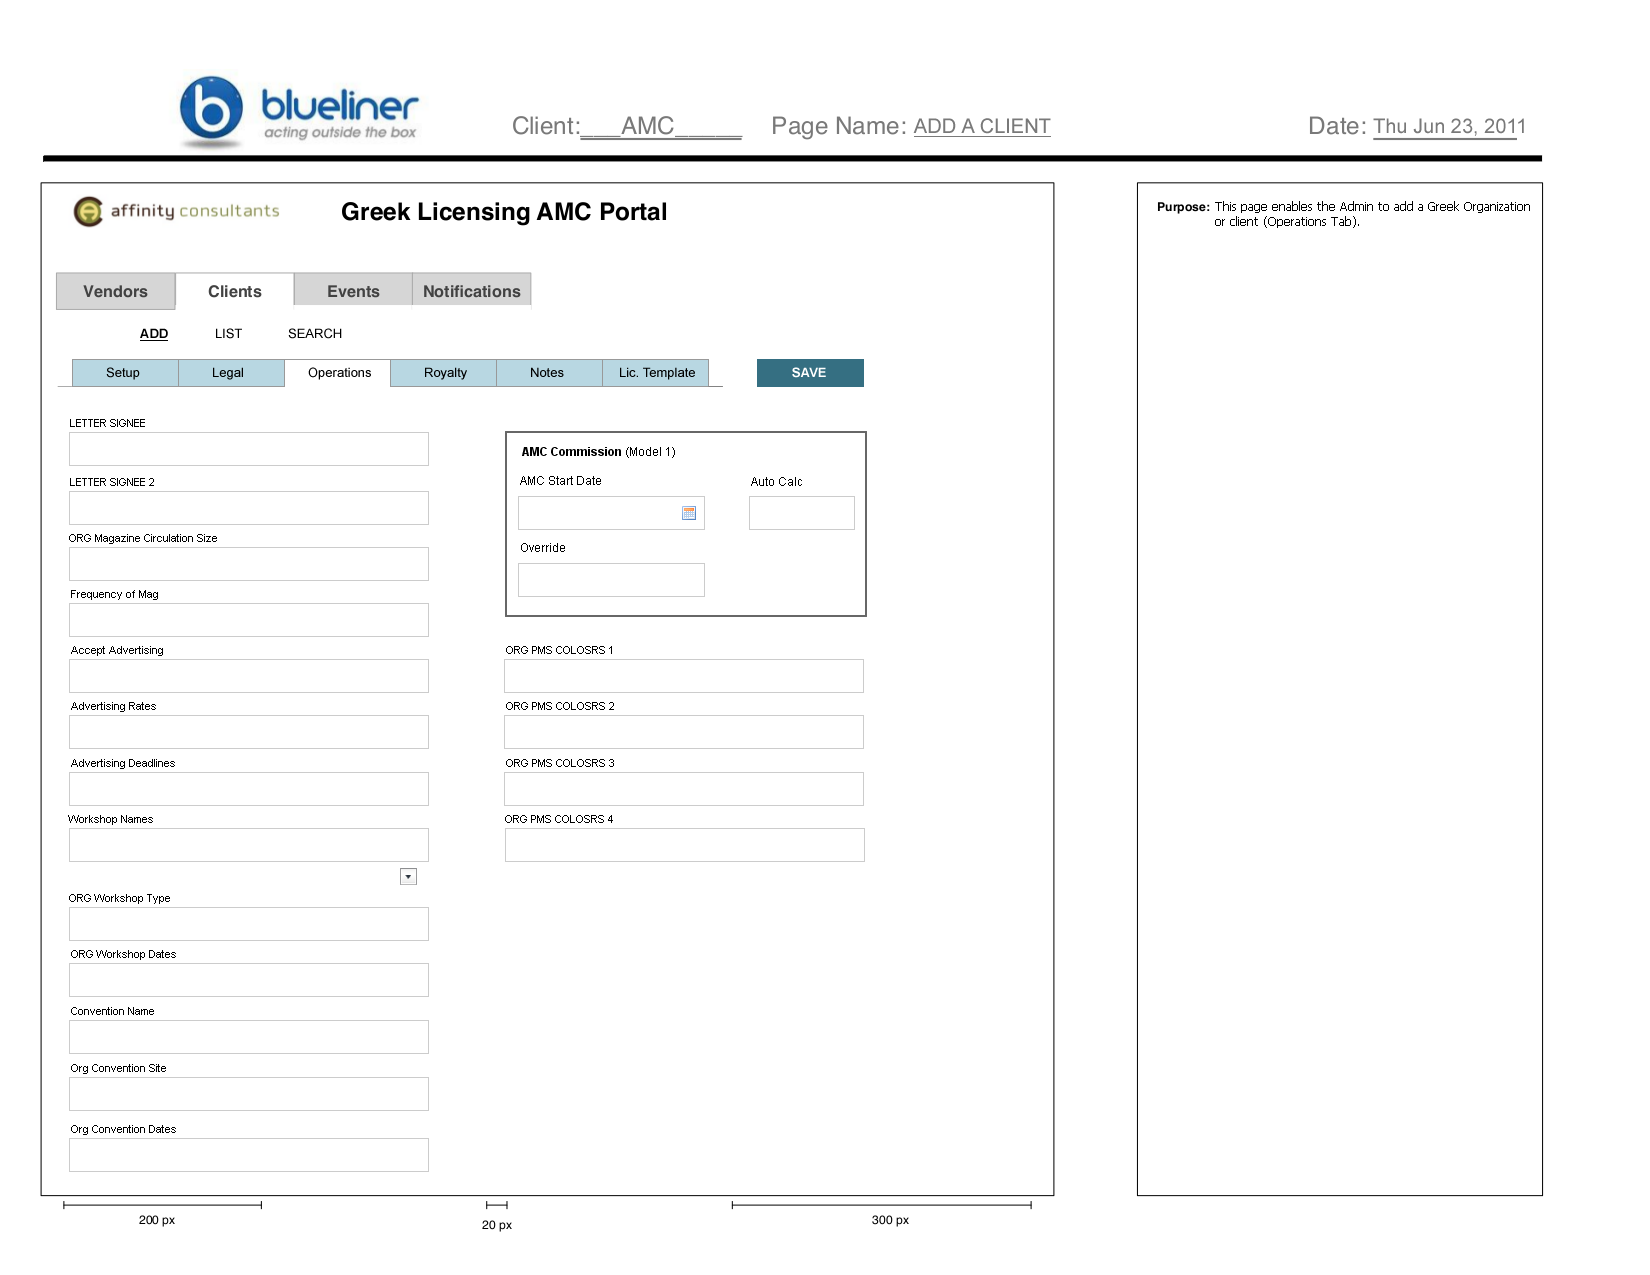 blueliner
acting outside the box
Client:___AMC_____ Page Name: ADD A CLIENT Date: Thu Jun 23, 2011
affinity consultants
Greek Licensing AMC Portal
Purpose: This page enables the Admin to add a Greek Organization
or client (Operations Tab).
Vendors Clients Events Notifications
ADD LIST SEARCH
Setup Legal Operations Royalty Notes Lic. Template SAVE
LETTER SIGNEE
LETTER SIGNEE 2
ORG Magazine Circulation Size
Frequency of Mag
Accept Advertising
Advertising Rates
Advertising Deadlines
Workshop Names
ORG Workshop Type
ORG Workshop Dates
Convention Name
Org Convention Site
Org Convention Dates
AMC Commission (Model 1)
AMC Start Date Auto Calc
Override
ORG PMS COLOSRS 1
ORG PMS COLOSRS 2
ORG PMS COLOSRS 3
ORG PMS COLOSRS 4
200 px 20 px 300 px